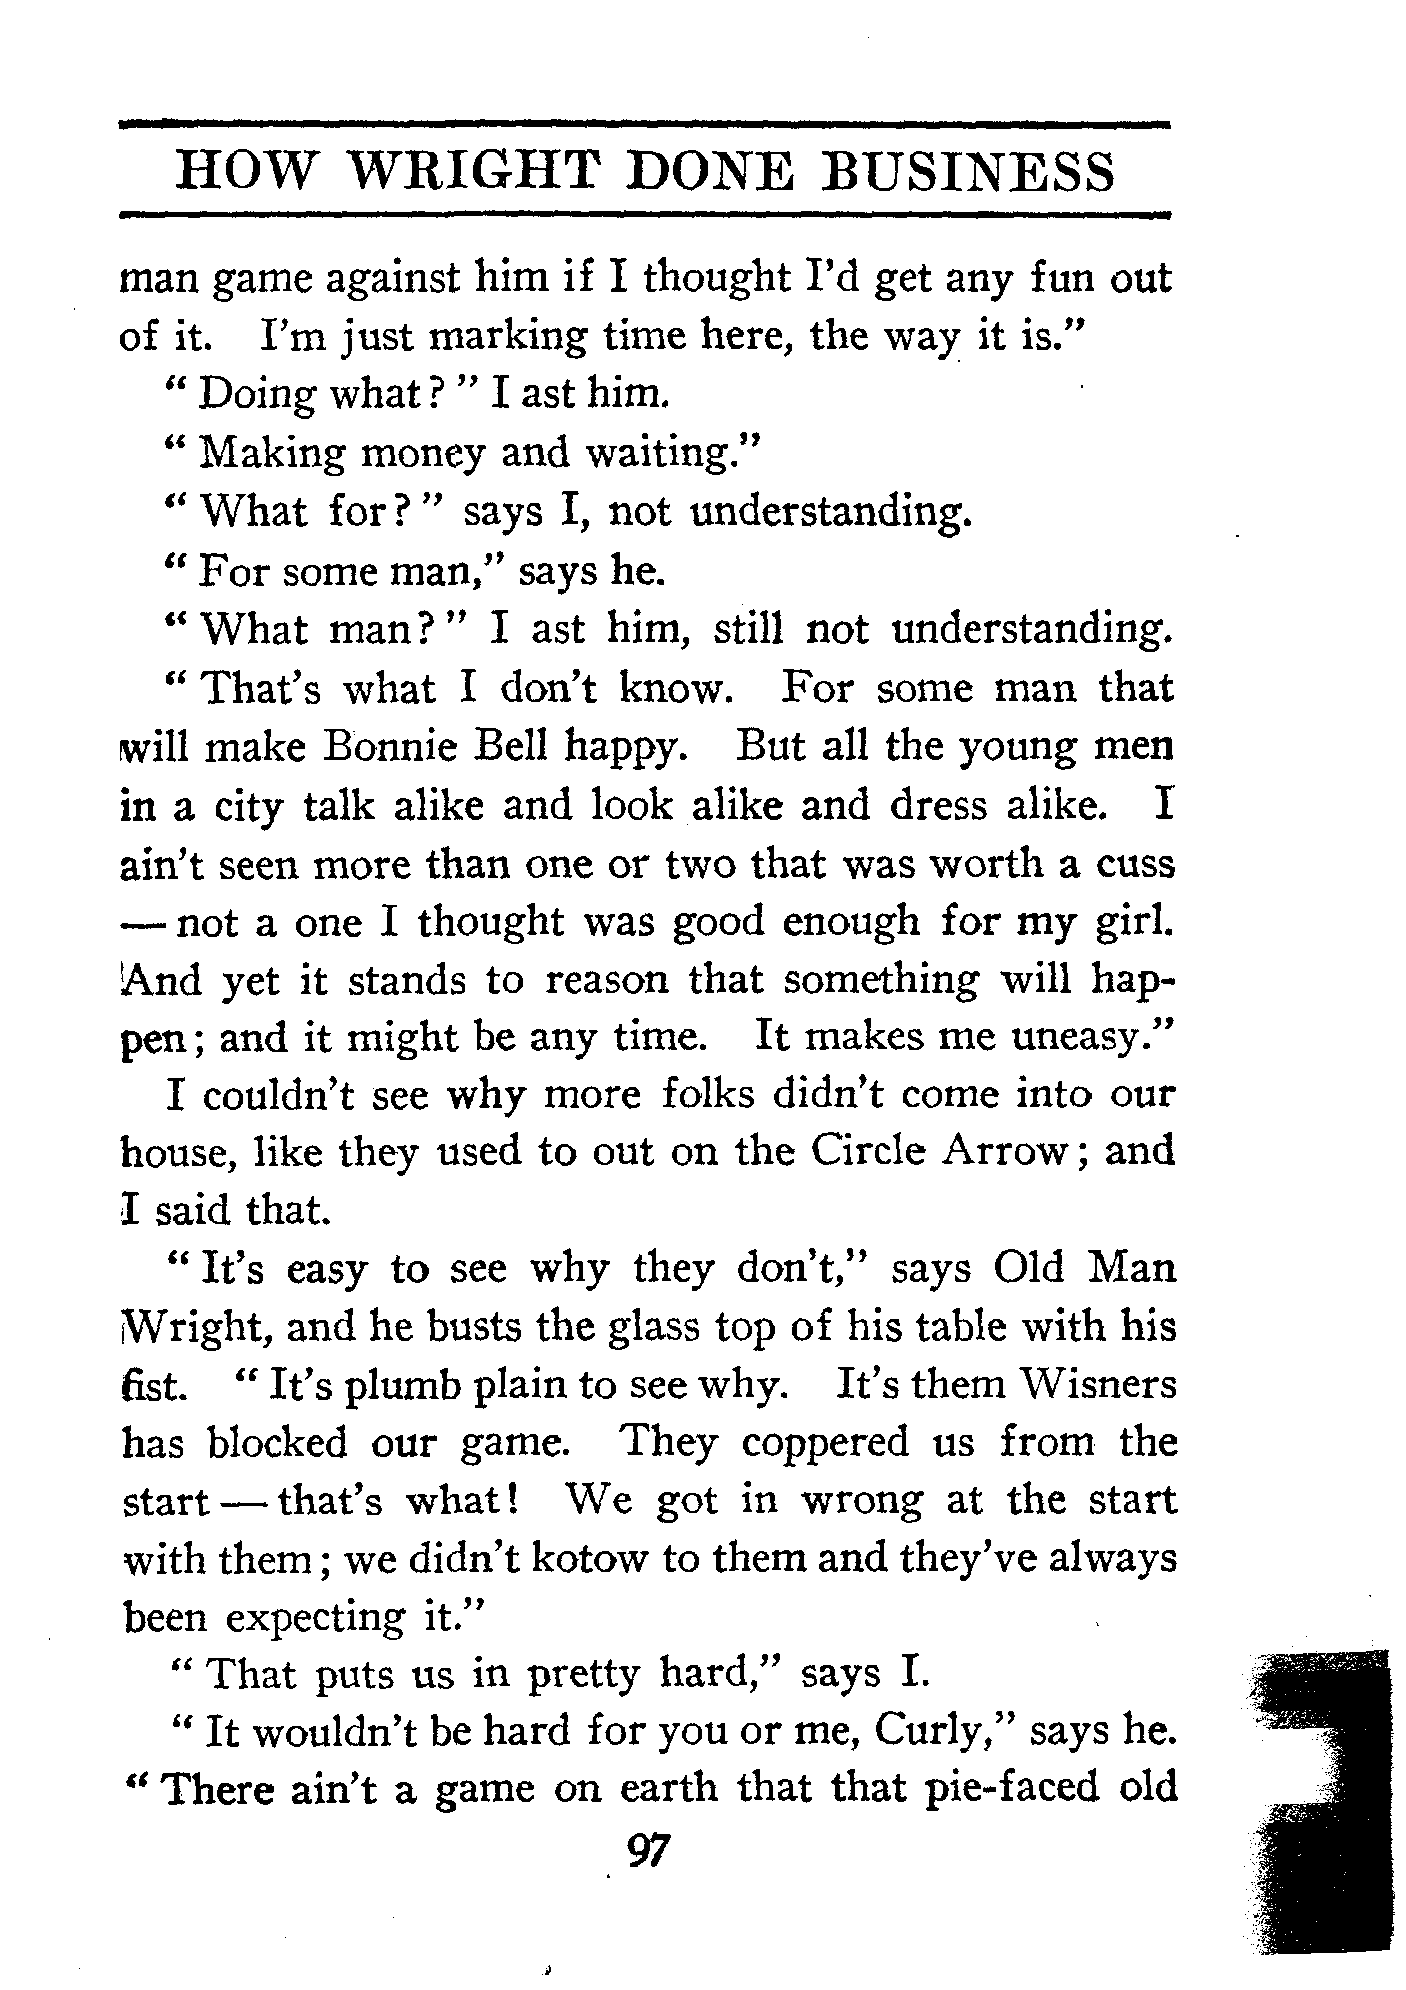 HOW WRIGHT DONE BUSINESS
man game against him if I thought I'd get any fun out
of it. I'm just marking time here, the way it is."
"Doing what?" I ast him.
"Making money and waiting."
"What for?" says I, not understanding.
"For some man," says he.
"What man?" I ast him, still not understanding.
"That's what I don't know. For some man that
will make Bonnie Bell happy. But all the young men
in a city talk alike and look alike and dress alike. I
ain't seen more than one or two that was worth a cuss
— not a one I thought was good enough for my girl.
And yet it stands to reason that something will hap-
pen; and it might be any time. It makes me uneasy."
I couldn't see why more folks didn't come into our
house, like they used to out on the Circle Arrow; and
I said that.
"It's easy to see why they don't," says Old Man
Wright, and he busts the glass top of his table with his
fist. "It's plumb plain to see why. It's them Wisners
has blocked our game. They coppered us from the
start — that's what! We got in wrong at the start
with them; we didn't kotow to them and they've always
been expecting it."
"That puts us in pretty hard," says I.
"It wouldn't be hard for you or me, Curly," says he.
"There ain't a game on earth that that pie-faced old
97